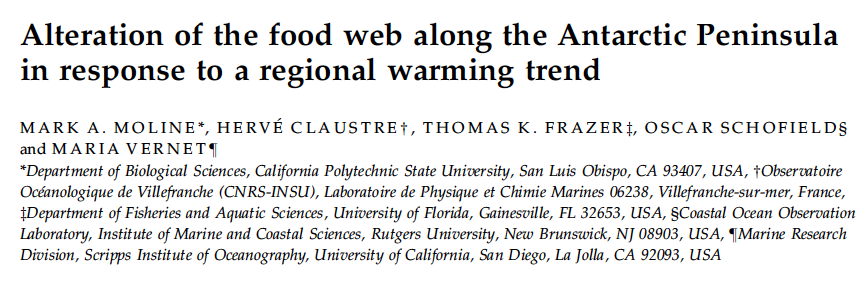 Alteration of the food web along the Antarctic Peninsula
in response to a regional warming trend
MARK A. MOLINE*, HERVÉ CLAUSTRE†, THOMAS K. FRAZER‡, OSCAR SCHOFIELD§
and MARIA VERNET¶
*Department of Biological Sciences, California Polytechnic State University, San Luis Obispo, CA 93407, USA, †Observatoire
Océanologique de Villefranche (CNRS-INSU), Laboratoire de Physique et Chimie Marines 06238, Villefranche-sur-mer, France,
‡Department of Fisheries and Aquatic Sciences, University of Florida, Gainesville, FL 32653, USA, §Coastal Ocean Observation
Laboratory, Institute of Marine and Coastal Sciences, Rutgers University, New Brunswick, NJ 08903, USA, ¶Marine Research
Division, Scripps Institute of Oceanography, University of California, San Diego, La Jolla, CA 92093, USA